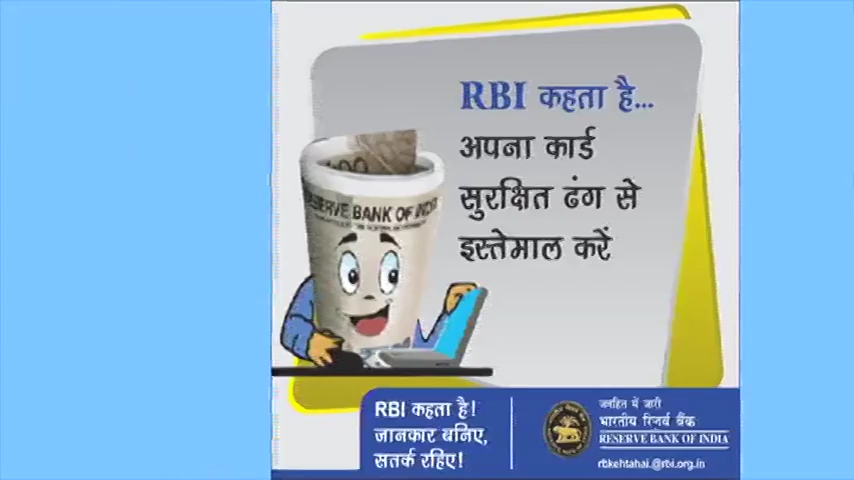 RBI कहता है...
अपना कार्ड
सुरक्षित ढंग से
इस्तेमाल करें
RESERVE BANK OF INDIA
RBI कहता है!
जानकार बनिए,
सतर्क रहिए!
जनहित में जारी
भारतीय रिज़र्व बैंक
RESERVE BANK OF INDIA
rbikehtahai@rbi.org.in